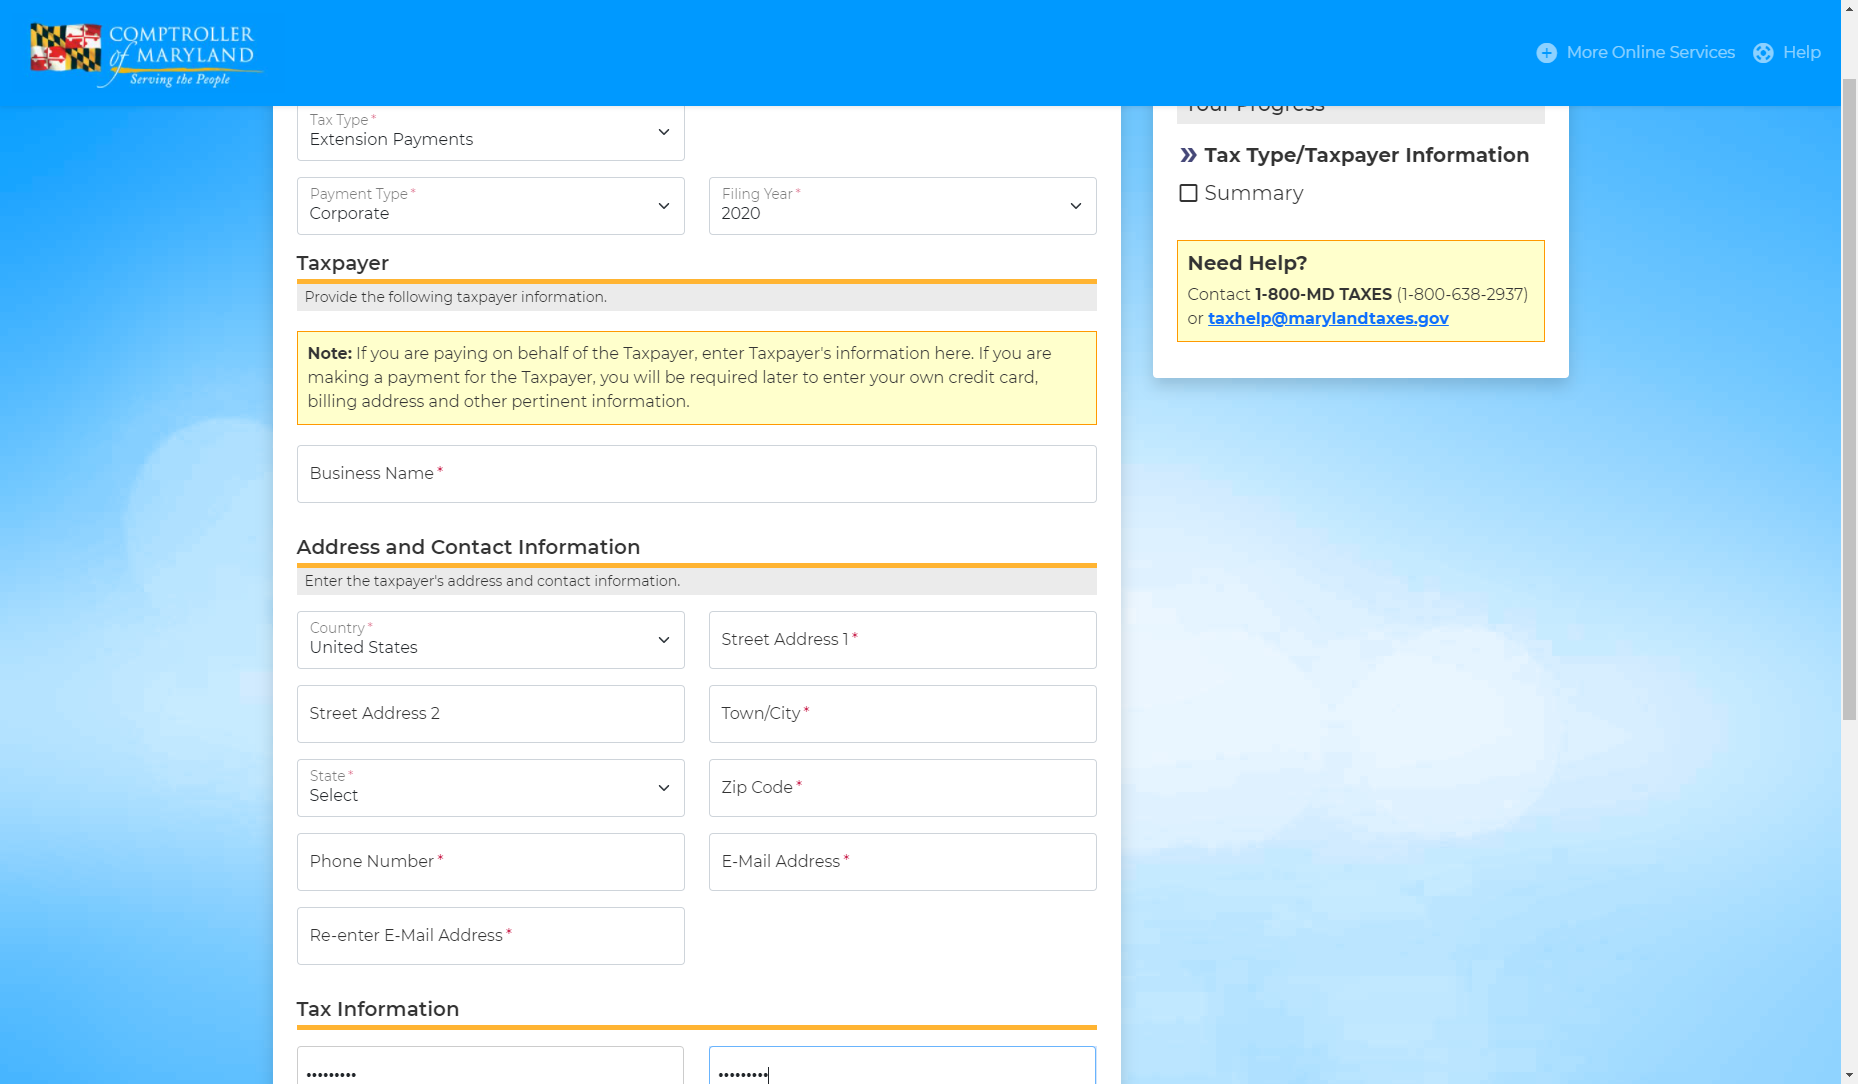 COMPTROLLER
of MARYLAND
Serving the People
More Online Services
Help
Tax Type *
Extension Payments
Payment Type *
Corporate
Filing Year *
2020
Taxpayer
Provide the following taxpayer information.
Note: If you are paying on behalf of the Taxpayer, enter Taxpayer's information here. If you are
making a payment for the Taxpayer, you will be required later to enter your own credit card,
billing address and other pertinent information.
Business Name *
Address and Contact Information
Enter the taxpayer's address and contact information.
Country *
United States
Street Address 1 *
Street Address 2
Town/City *
State *
Select
Zip Code *
Phone Number *
E-Mail Address *
Re-enter E-Mail Address *
Tax Information
•••••••••
•••••••••
Your Progress
Tax Type/Taxpayer Information
Summary
Need Help?
Contact 1-800-MD TAXES (1-800-638-2937)
or taxhelp@marylandtaxes.gov